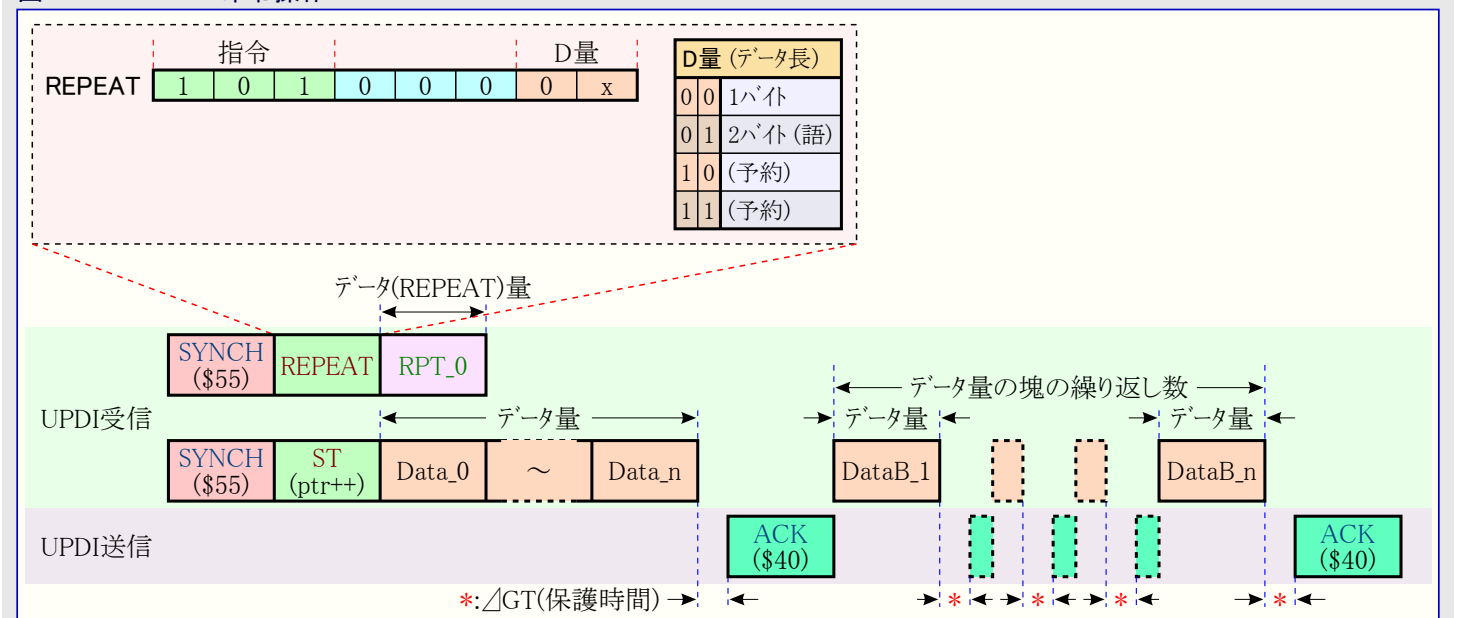 指令 D量
REPEAT 1 0 1 0 0 0 0 x
D量 (データ長)
0 0 1バイト
0 1 2バイト (語)
1 0 (予約)
1 1 (予約)
データ(REPEAT)量
SYNCH
($55)
REPEAT
RPT_0
データ量の塊の繰り返し数
UPDI受信
データ量
データ量
データ量
SYNCH
($55)
ST
(ptr++)
Data_0
～
Data_n
DataB_1
DataB_n
UPDI送信
ACK
($40)
ACK
($40)
*:⊿GT(保護時間)
* * * *